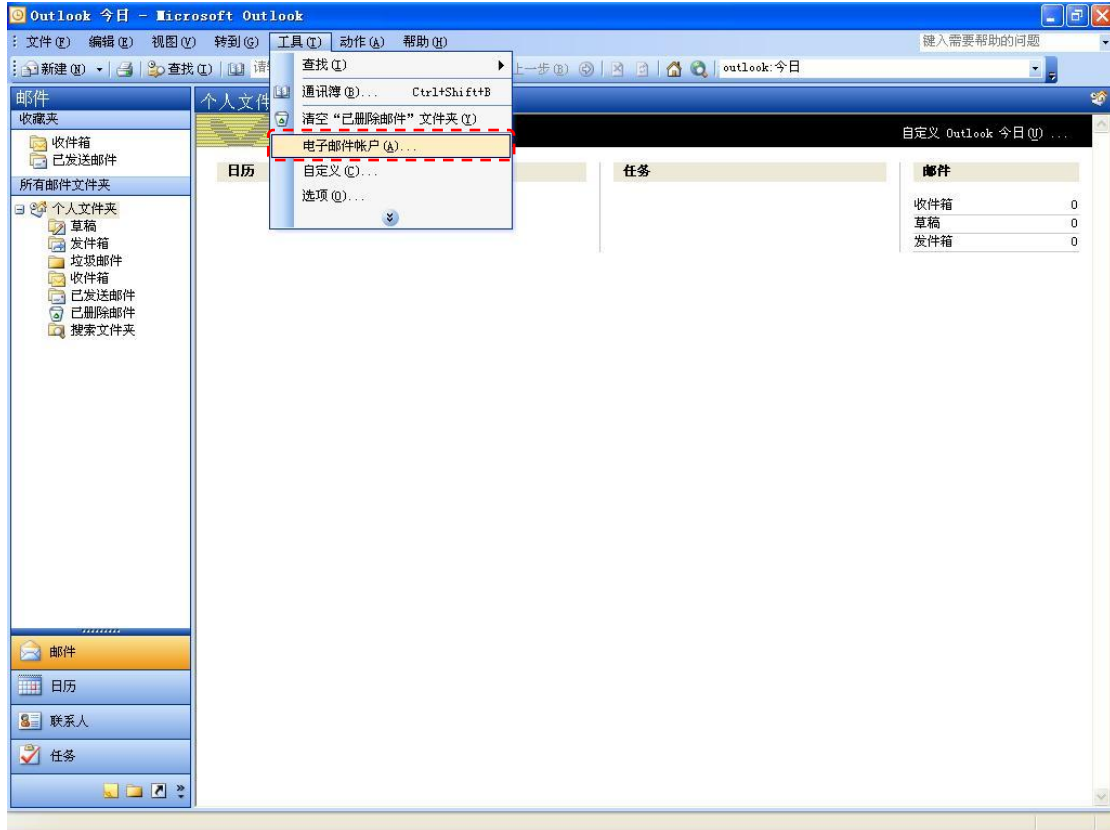 Outlook 今日 - Microsoft Outlook
文件(F) 编辑(E) 视图(V) 转到(G) 工具(T) 动作(A) 帮助(H) 键入需要帮助的问题
新建(N) 查找(I) 上一步(B) outlook:今日
查找(I)
通讯簿(B)... Ctrl+Shift+B
清空“已删除邮件”文件夹(Y)
电子邮件帐户(A)...
自定义(C)...
选项(O)...
邮件
收藏夹
收件箱
已发送邮件
所有邮件文件夹
个人文件夹
草稿
发件箱
垃圾邮件
收件箱
已发送邮件
已删除邮件
搜索文件夹
邮件
日历
联系人
任务
个人文件
自定义 Outlook 今日(U) ...
日历 任务 邮件
收件箱 0
草稿 0
发件箱 0